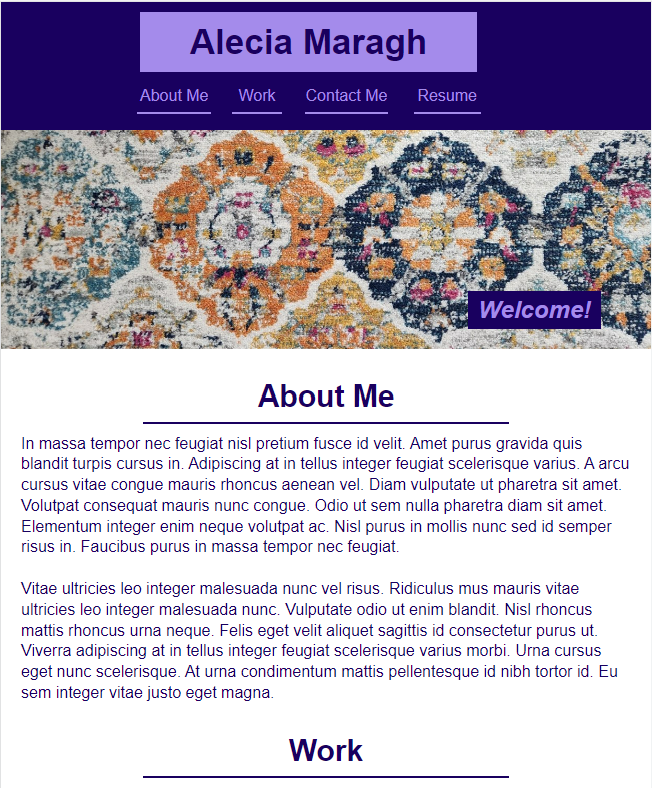 Alecia Maragh
About Me Work Contact Me Resume
Welcome!
About Me
In massa tempor nec feugiat nisl pretium fusce id velit. Amet purus gravida quis
blandit turpis cursus in. Adipiscing at in tellus integer feugiat scelerisque varius. A arcu
cursus vitae congue mauris rhoncus aenean vel. Diam vulputate ut pharetra sit amet.
Volutpat consequat mauris nunc congue. Odio ut sem nulla pharetra diam sit amet.
Elementum integer enim neque volutpat ac. Nisl purus in mollis nunc sed id semper
risus in. Faucibus purus in massa tempor nec feugiat.
Vitae ultricies leo integer malesuada nunc vel risus. Ridiculus mus mauris vitae
ultricies leo integer malesuada nunc. Vulputate odio ut enim blandit. Nisl rhoncus
mattis rhoncus urna neque. Felis eget velit aliquet sagittis id consectetur purus ut.
Viverra adipiscing at in tellus integer feugiat scelerisque varius morbi. Urna cursus
eget nunc scelerisque. At urna condimentum mattis pellentesque id nibh tortor id. Eu
sem integer vitae justo eget magna.
Work